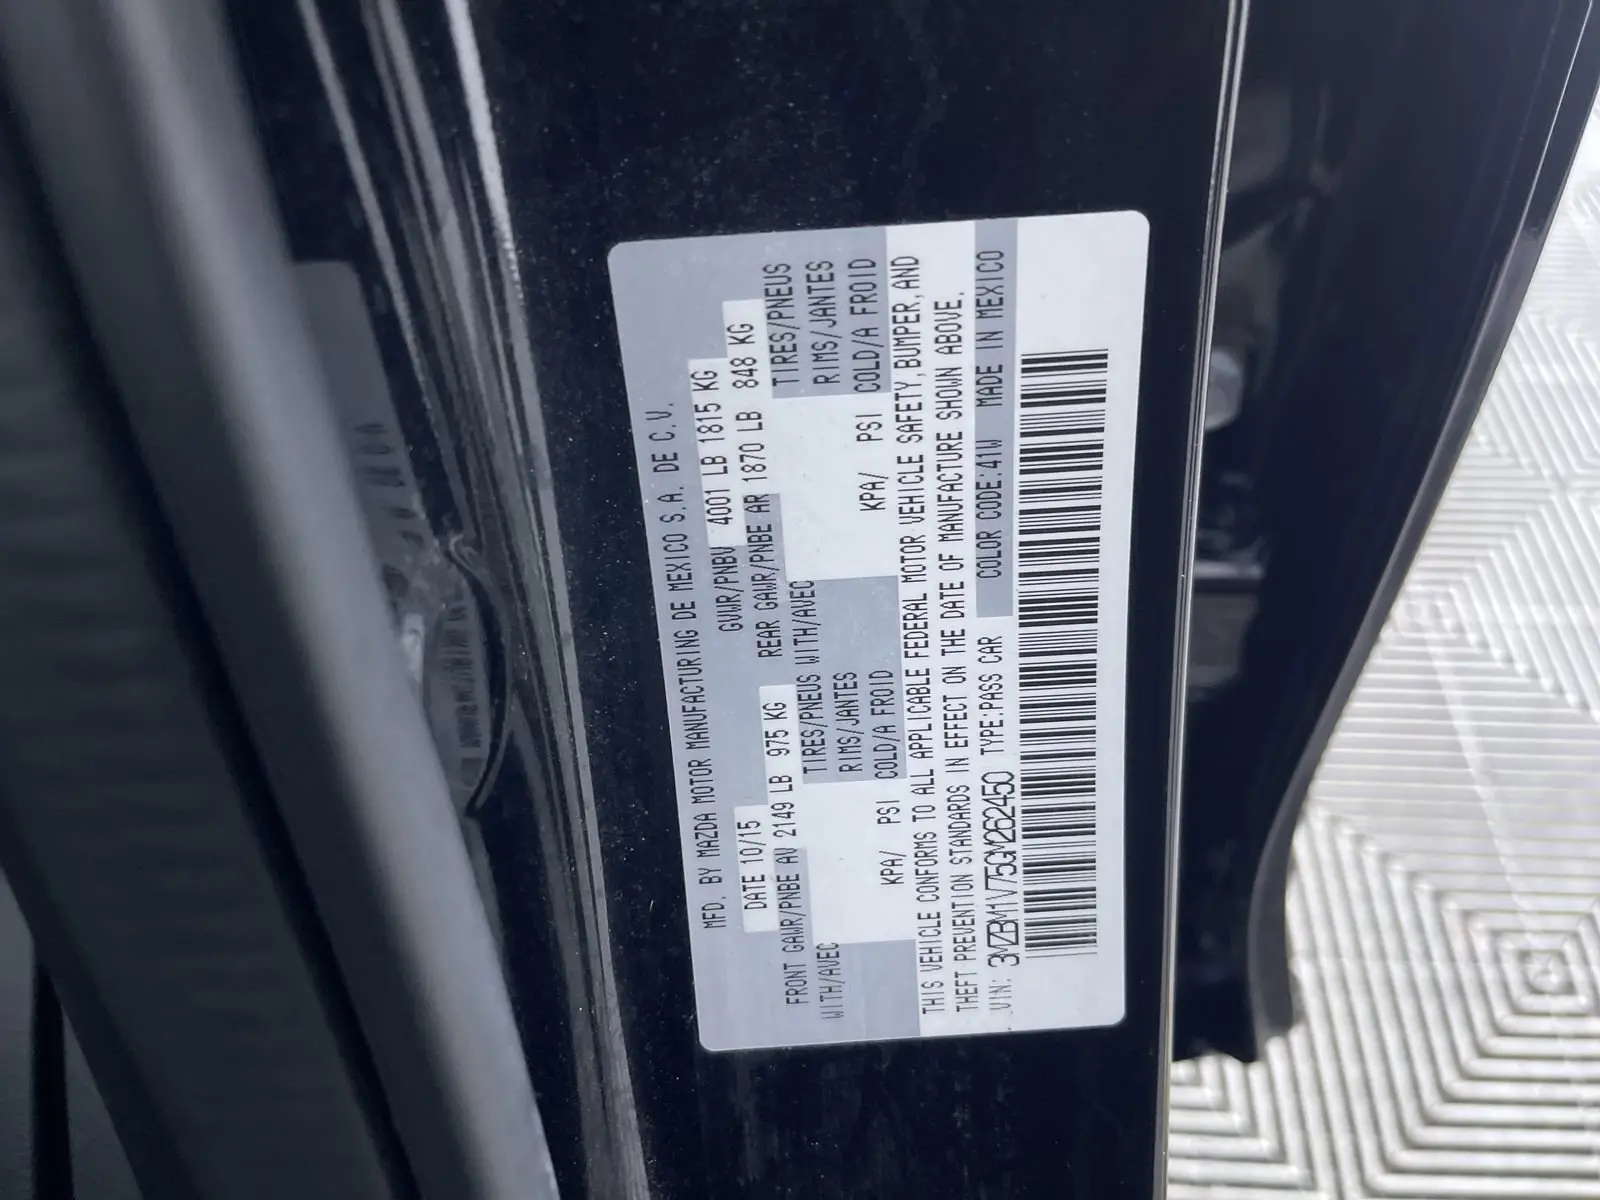 MFD. BY MAZDA MOTOR MANUFACTURING DE MEXICO S.A. DE C.V.
DATE 10/15 GVWR/PNBV 4001 LB 1815 KG
FRONT GAWR/PNBE AV 2149 LB 975 KG REAR GAWR/PNBE AR 1870 LB 848 KG
WITH/AVEC TIRES/PNEUS WITH/AVEC TIRES/PNEUS
RIMS/JANTES RIMS/JANTES
KPA/ PSI COLD/A FROID KPA/ PSI COLD/A FROID
THIS VEHICLE CONFORMS TO ALL APPLICABLE FEDERAL MOTOR VEHICLE SAFETY,BUMPER,AND
THEFT PREVENTION STANDARDS IN EFFECT ON THE DATE OF MANUFACTURE SHOWN ABOVE.
VIN: 3MZBM1V75GM262450 TYPE:PASS CAR COLOR CODE:41W MADE IN MEXICO